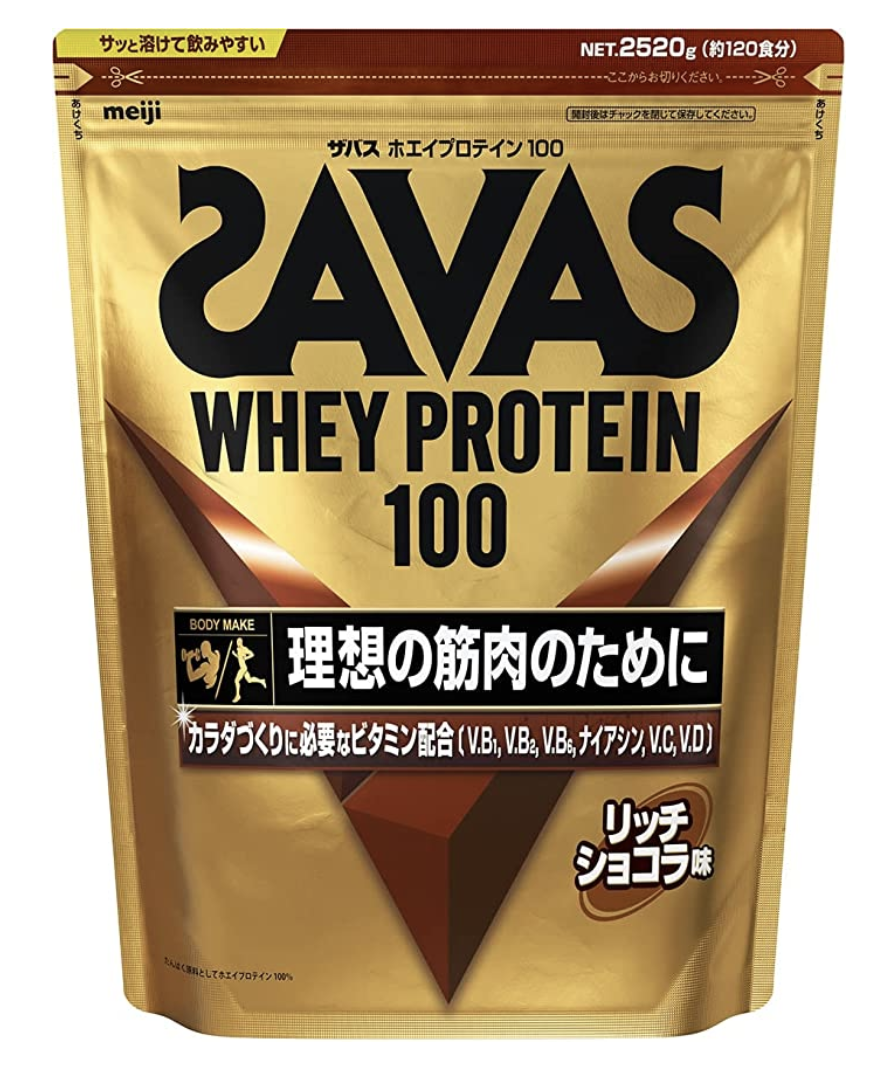 サッと溶けて飲みやすい
NET.2520g(約120食分)
ここからお切りください。
あけくち
あけくち
meiji
開封後はチャックを閉じて保存してください。
ザバス ホエイプロテイン100
SAVAS
WHEY PROTEIN
100
BODY MAKE
理想の筋肉のために
カラダづくりに必要なビタミン配合(V.B₁, V.B₂, V.B₆, ナイアシン, V.C, V.D)
リッチ
ショコラ味
たんぱく原料としてホエイプロテイン100%